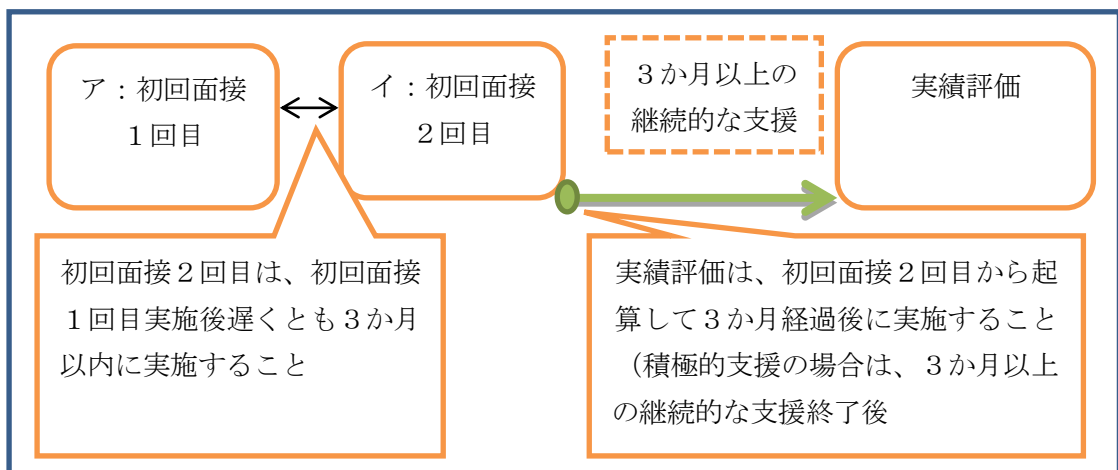 ア：初回面接
１回目
イ：初回面接
２回目
３か月以上の
継続的な支援
実績評価
初回面接２回目は、初回面接
１回目実施後遅くとも３か月
以内に実施すること
実績評価は、初回面接２回目から起
算して３か月経過後に実施すること
（積極的支援の場合は、３か月以上
の継続的な支援終了後